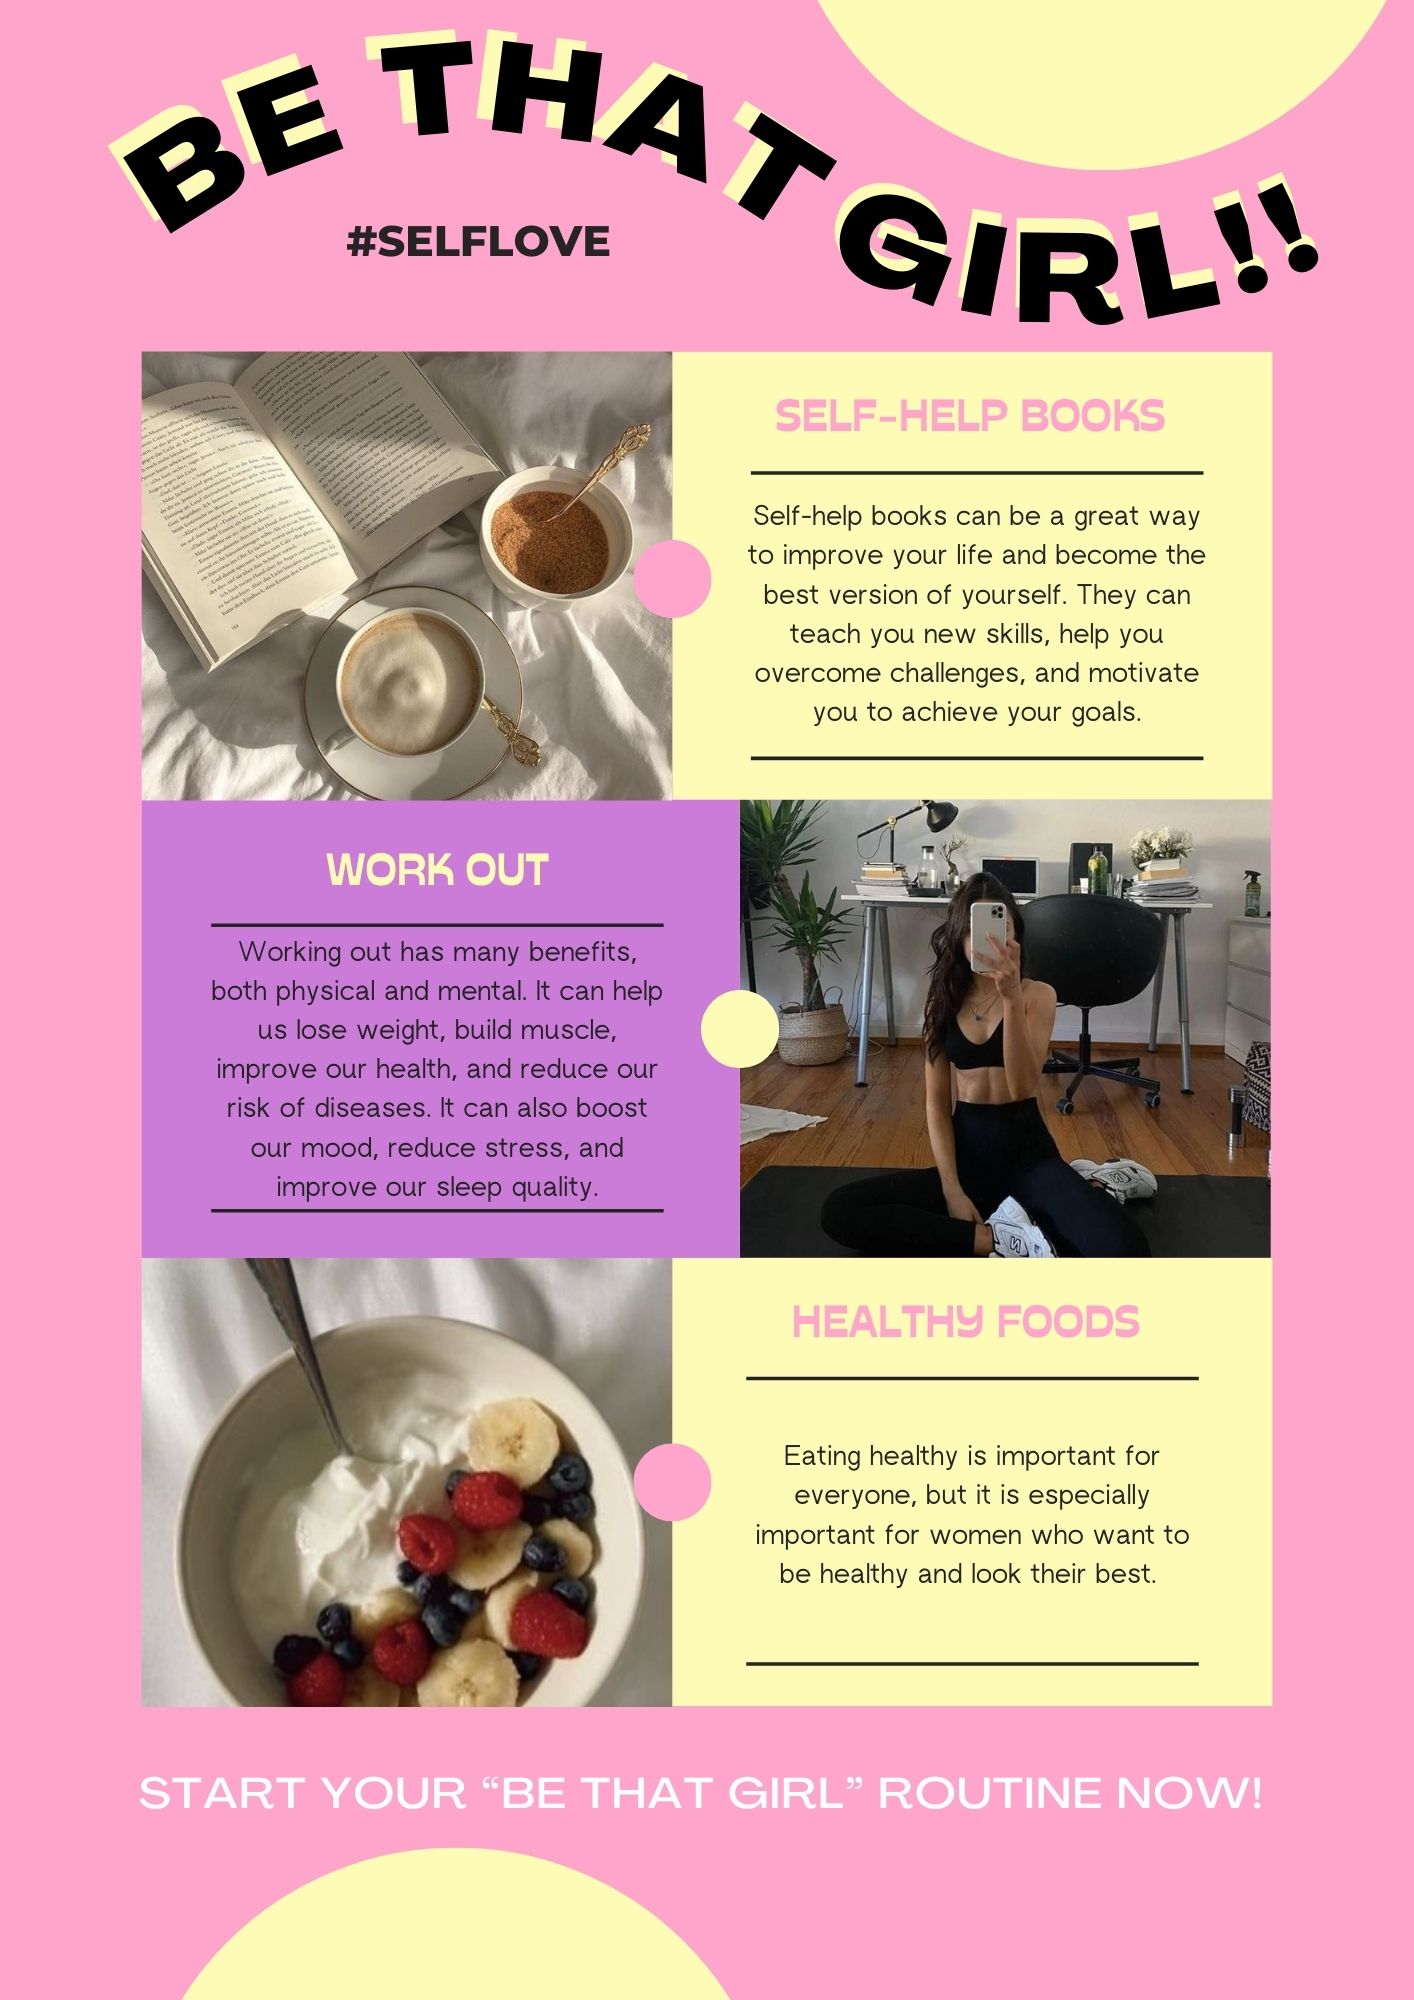 BE THAT GIRL!!
#SELFLOVE
SELF-HELP BOOKS
Self-help books can be a great way
to improve your life and become the
best version of yourself. They can
teach you new skills, help you
overcome challenges, and motivate
you to achieve your goals.
WORK OUT
Working out has many benefits,
both physical and mental. It can help
us lose weight, build muscle,
improve our health, and reduce our
risk of diseases. It can also boost
our mood, reduce stress, and
improve our sleep quality.
HEALTHY FOODS
Eating healthy is important for
everyone, but it is especially
important for women who want to
be healthy and look their best.
START YOUR “BE THAT GIRL” ROUTINE NOW!